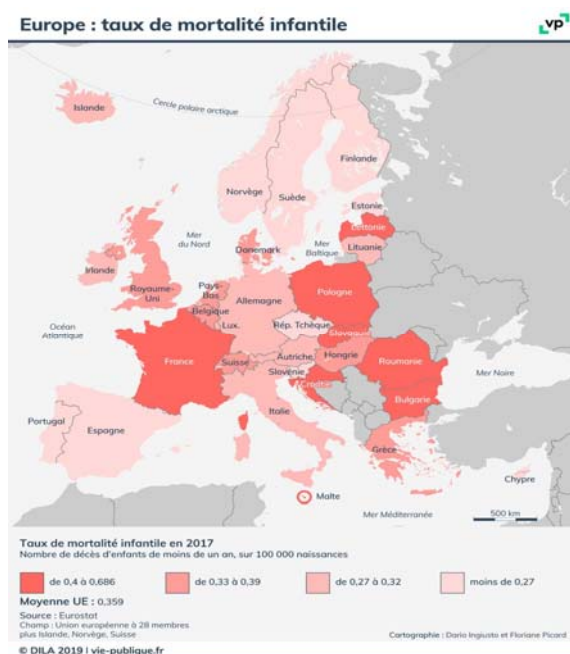 Europe : taux de mortalité infantile
vp
Islande
Cercle polaire arctique
Finlande
Norvège
Suède
Estonie
Lettonie
Mer
du Nord
Danemark
Mer
Baltique
Lituanie
Irlande
Royaume-
Uni
Pays-
Bas
Allemagne
Pologne
Belgique
Lux.
Rép. Tchèque
Slovaquie
Océan
Atlantique
France
Suisse
Autriche
Hongrie
Roumanie
Slovénie
Croatie
Mer Noire
Bulgarie
Italie
Portugal
Espagne
Grèce
Malte
Chypre
Mer Méditerranée
500 km
Taux de mortalité infantile en 2017
Nombre de décès d'enfants de moins de un an, sur 100 000 naissances
de 0,4 à 0,686
de 0,33 à 0,39
de 0,27 à 0,32
moins de 0,27
Moyenne UE : 0,359
Source : Eurostat
Champ : Union européenne à 28 membres
plus Islande, Norvège, Suisse
Cartographie : Dario Ingiusto et Floriane Picard
© DILA 2019 | vie-publique.fr